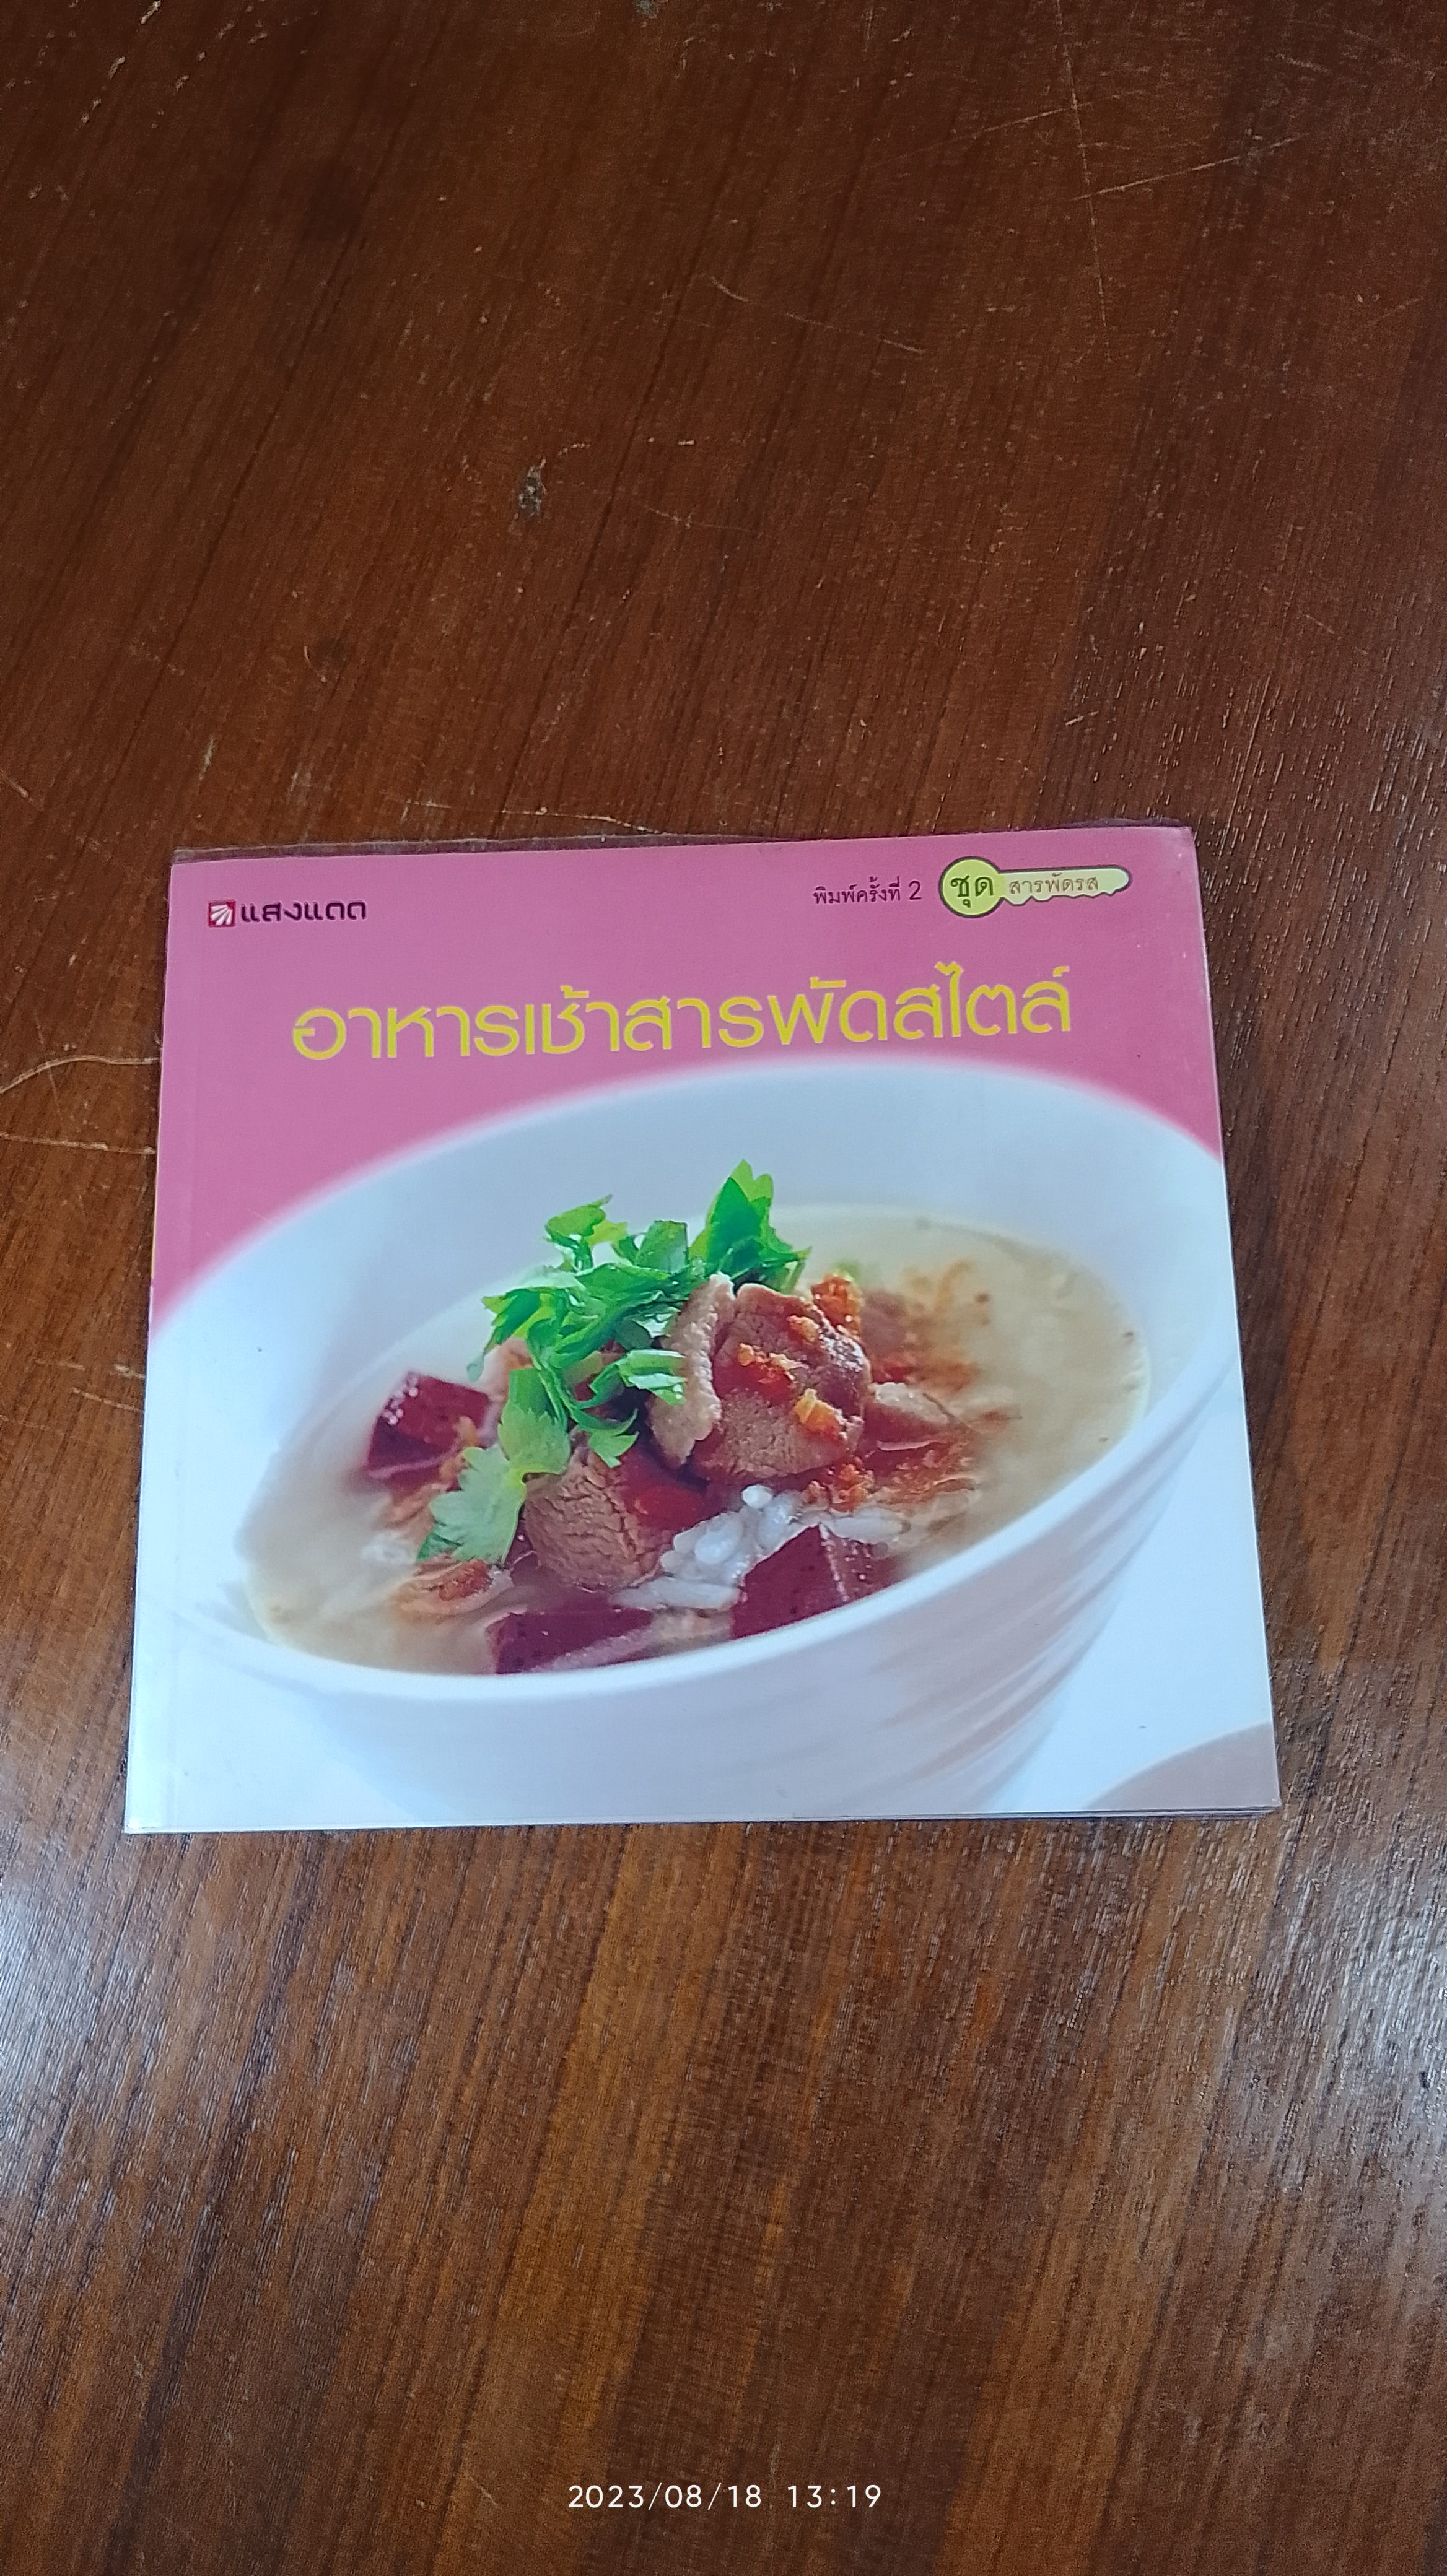 แสงแดด
พิมพ์ครั้งที่ 2 ชุด สารพัดรส
อาหารเช้าสารพัดสไตล์
2023/08/18 13:19